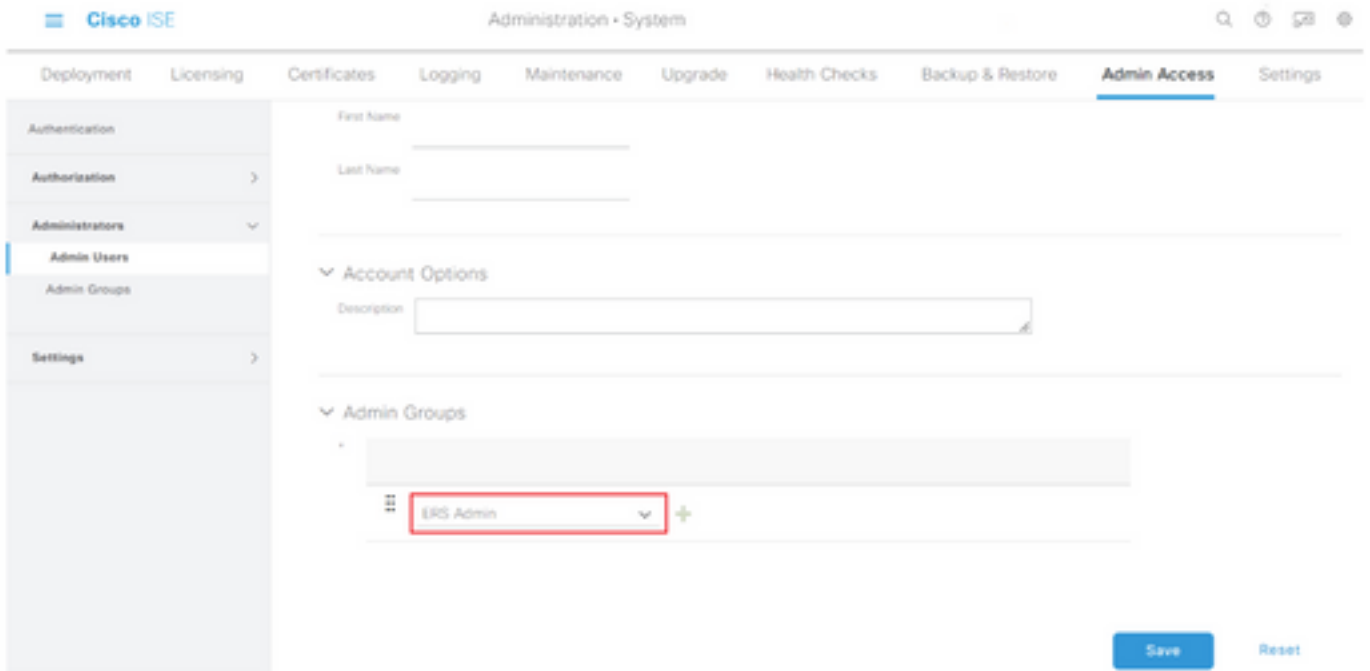 Cisco ISE
Administration • System
Deployment Licensing Certificates Logging Maintenance Upgrade Health Checks Backup & Restore Admin Access Settings
Authentication
Authorization
Administrators
Admin Users
Admin Groups
Settings
First Name
Last Name
Account Options
Description
Admin Groups
*
ERS Admin
Save Reset